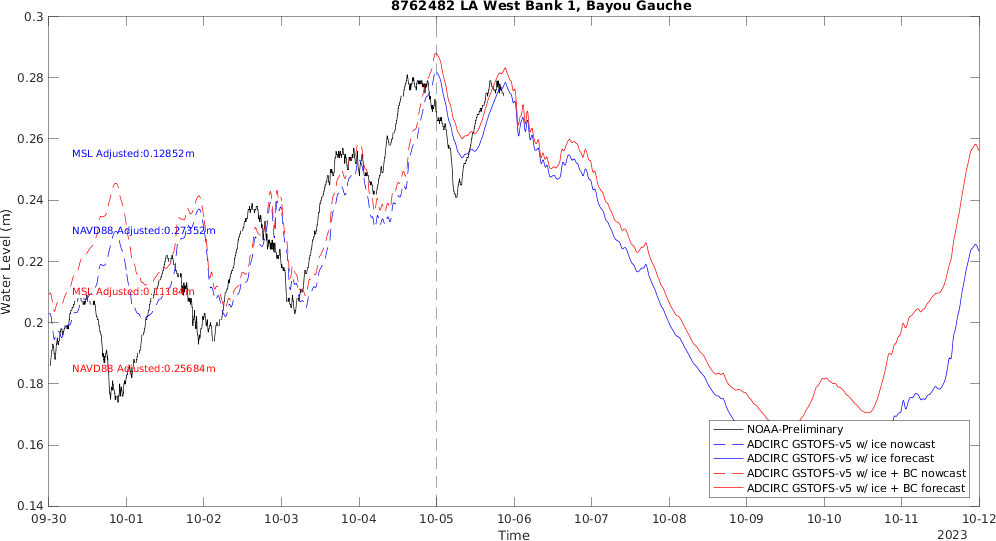 8762482 LA West Bank 1, Bayou Gauche
Water Level (m)
0.3
0.28
0.26
0.24
0.22
0.2
0.18
0.16
0.14
MSL Adjusted:0.12852m
NAVD88 Adjusted:0.27352m
MSL Adjusted:0.11184m
NAVD88 Adjusted:0.25684m
NOAA-Preliminary
ADCIRC GSTOFS-v5 w/ ice nowcast
ADCIRC GSTOFS-v5 w/ ice forecast
ADCIRC GSTOFS-v5 w/ ice + BC nowcast
ADCIRC GSTOFS-v5 w/ ice + BC forecast
09-30 10-01 10-02 10-03 10-04 10-05 10-06 10-07 10-08 10-09 10-10 10-11 10-12
Time
2023